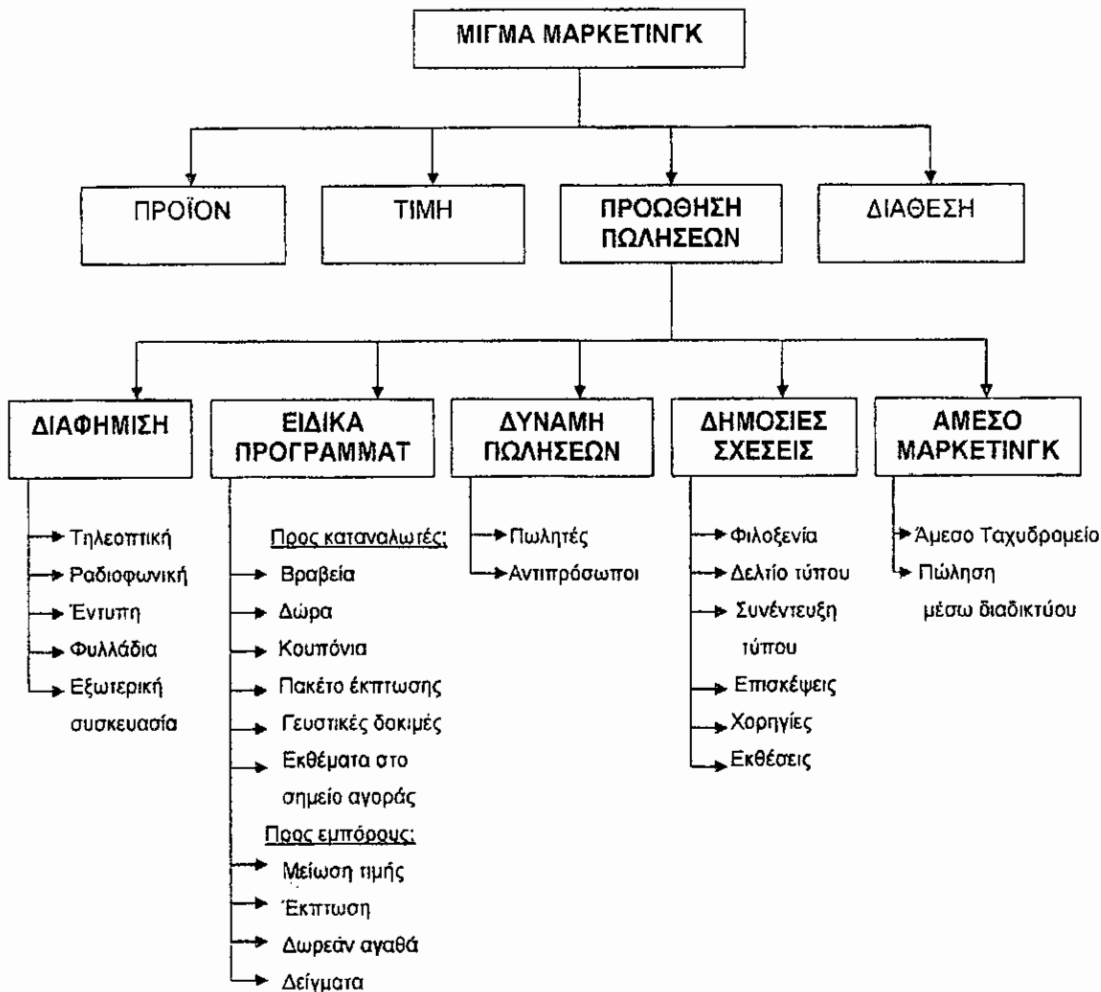 ΜΙΓΜΑ ΜΑΡΚΕΤΙΝΓΚ
ΠΡΟΪΟΝ
ΤΙΜΗ
ΠΡΟΩΘΗΣΗ
ΠΩΛΗΣΕΩΝ
ΔΙΑΘΕΣΗ
ΔΙΑΦΗΜΙΣΗ
Τηλεοπτική
Ραδιοφωνική
Έντυπη
Φυλλάδια
Εξωτερική
συσκευασία
ΕΙΔΙΚΑ
ΠΡΟΓΡΑΜΜΑΤ
Προς καταναλωτές:
Βραβεία
Δώρα
Κουπόνια
Πακέτο έκπτωσης
Γευστικές δοκιμές
Εκθέματα στο
σημείο αγοράς
Προς εμπόρους:
Μείωση τιμής
Έκπτωση
Δωρεάν αγαθά
Δείγματα
ΔΥΝΑΜΗ
ΠΩΛΗΣΕΩΝ
Πωλητές
Αντιπρόσωποι
ΔΗΜΟΣΙΕΣ
ΣΧΕΣΕΙΣ
Φιλοξενία
Δελτίο τύπου
Συνέντευξη
τύπου
Επισκέψεις
Χορηγίες
Εκθέσεις
ΑΜΕΣΟ
ΜΑΡΚΕΤΙΝΓΚ
Άμεσο Ταχυδρομείο
Πώληση
μέσω διαδικτύου